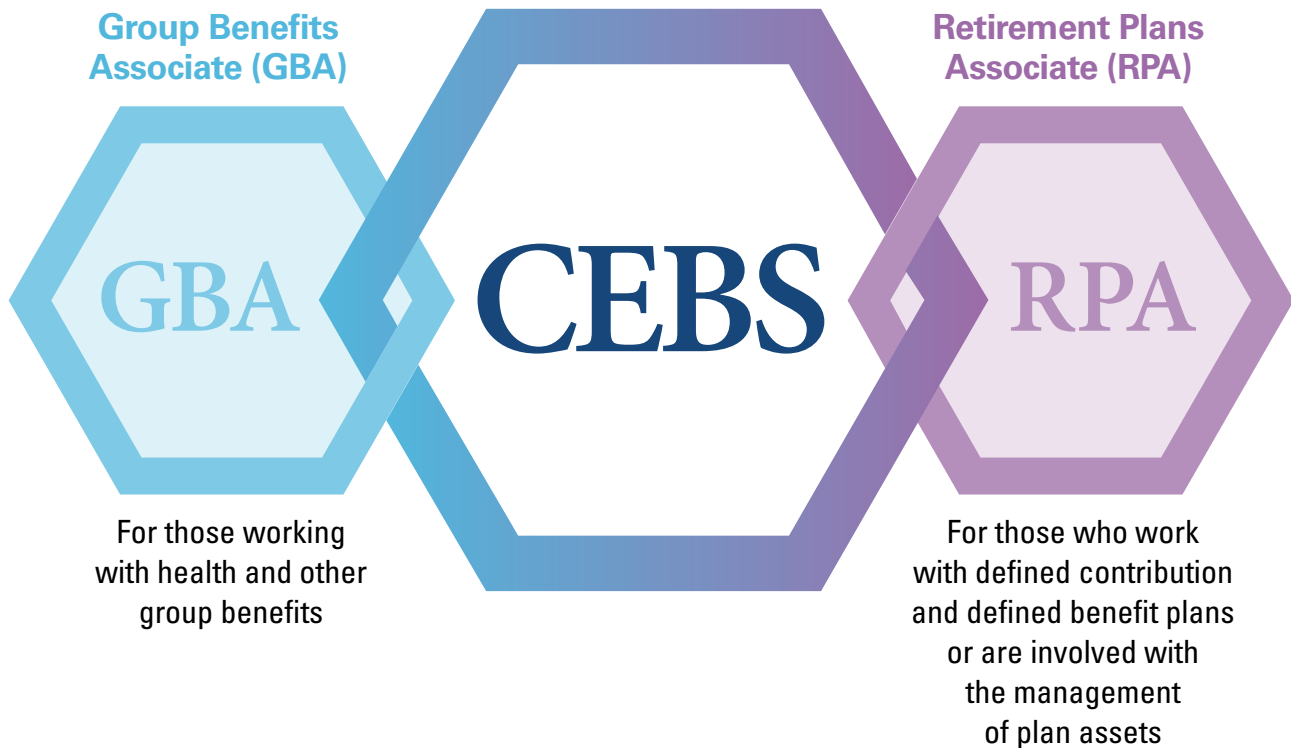 Group Benefits
Associate (GBA)
GBA
For those working
with health and other
group benefits
CEBS
Retirement Plans
Associate (RPA)
RPA
For those who work
with defined contribution
and defined benefit plans
or are involved with
the management
of plan assets